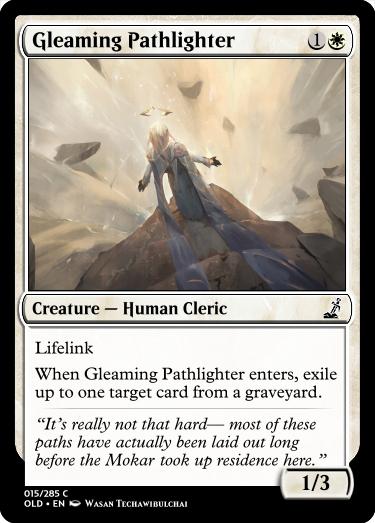 Gleaming Pathlighter 1
Creature — Human Cleric
Lifelink
When Gleaming Pathlighter enters, exile
up to one target card from a graveyard.
“It’s really not that hard— most of these
paths have actually been laid out long
before the Mokar took up residence here.”
1/3
015/285 C
OLD • EN Wasan Techawibulchai